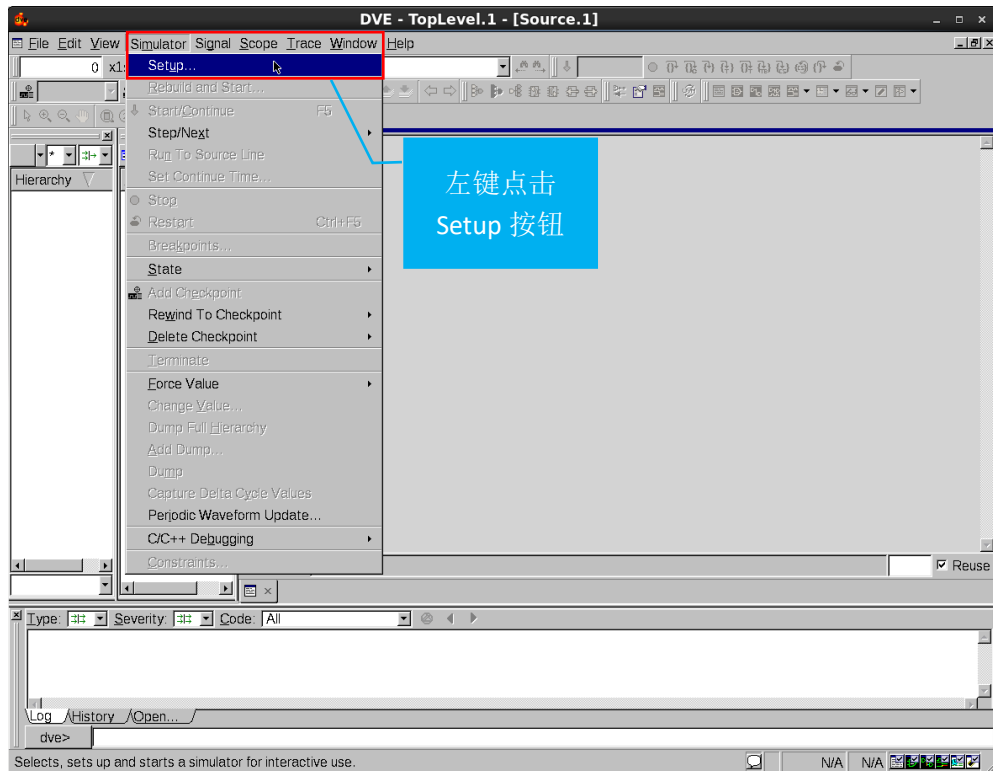 DVE - TopLevel.1 - [Source.1]
File Edit View Simulator Signal Scope Trace Window Help
0 x1
Setup...
Rebuild and Start...
Start/Continue F5
Step/Next
Run To Source Line
Hierarchy
Set Continue Time...
Stop
Restart Ctrl+F5
Breakpoints...
State
Add Checkpoint
Rewind To Checkpoint
Delete Checkpoint
Terminate
Force Value
Change Value...
Dump Full Hierarchy
Add Dump...
Dump
Capture Delta Cycle Values
Periodic Waveform Update...
C/C++ Debugging
Constraints...
左键点击
Setup 按钮
Reuse
Type: Severity: Code: All
Log History Open...
dve>
Selects, sets up and starts a simulator for interactive use.
N/A N/A